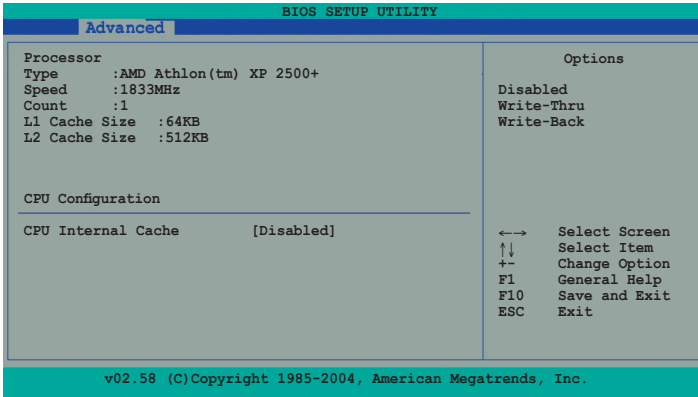 BIOS SETUP UTILITY
Advanced
Processor
Type :AMD Athlon(tm) XP 2500+
Speed :1833MHz
Count :1
L1 Cache Size :64KB
L2 Cache Size :512KB
CPU Configuration
CPU Internal Cache [Disabled]
Options
Disabled
Write-Thru
Write-Back
←→ Select Screen
↑↓ Select Item
+- Change Option
F1 General Help
F10 Save and Exit
ESC Exit
v02.58 (C)Copyright 1985-2004, American Megatrends, Inc.